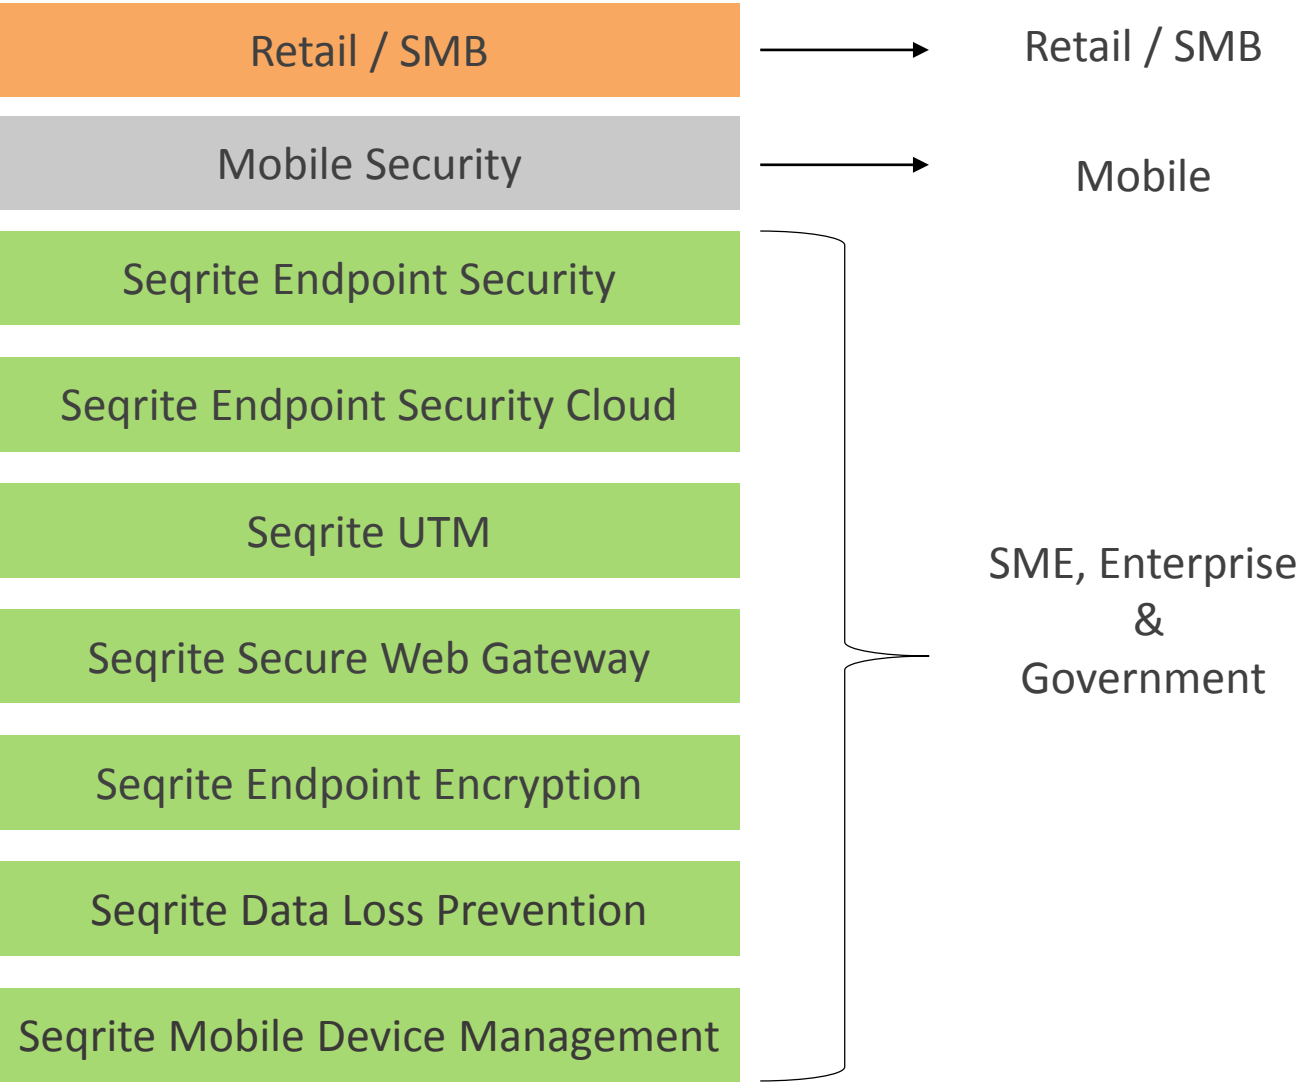 Retail / SMB
Retail / SMB
Mobile Security
Mobile
Seqrite Endpoint Security
Seqrite Endpoint Security Cloud
Seqrite UTM
Seqrite Secure Web Gateway
Seqrite Endpoint Encryption
Seqrite Data Loss Prevention
Seqrite Mobile Device Management
SME, Enterprise
&
Government